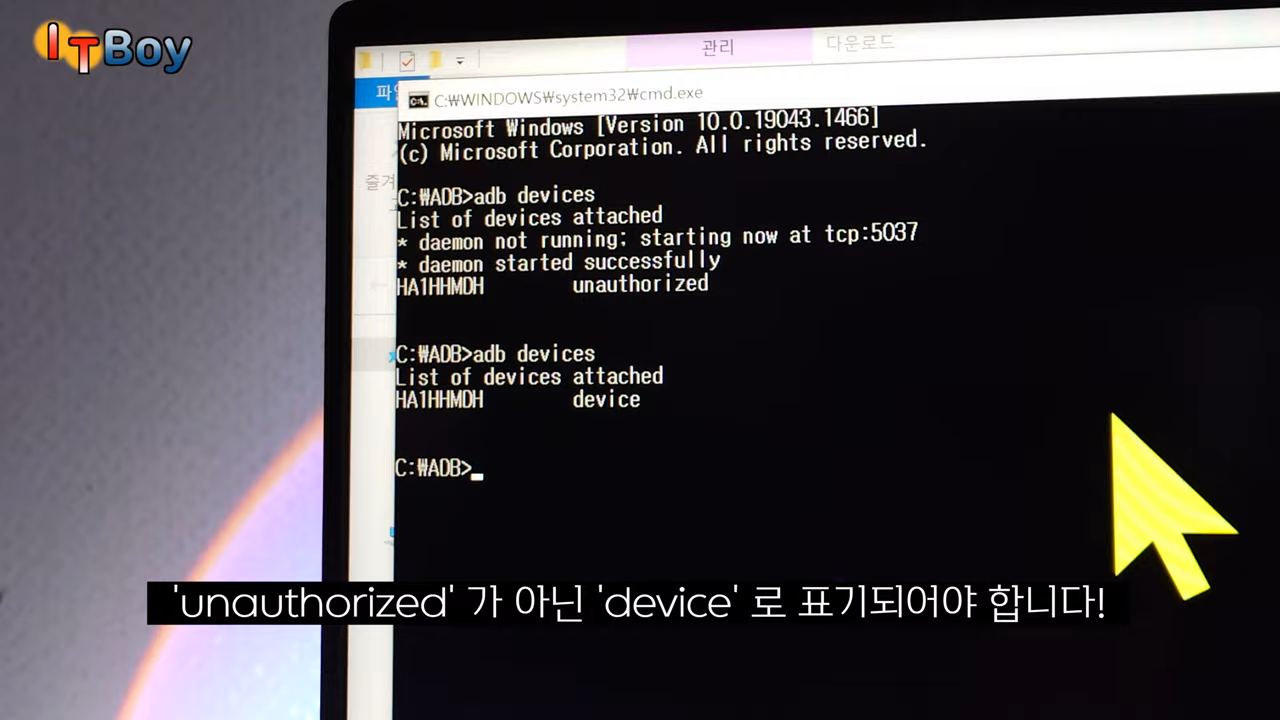 ITBoy
관리
다운로드
파일
C:₩WINDOWS₩system32₩cmd.exe
Microsoft Windows [Version 10.0.19043.1466]
(c) Microsoft Corporation. All rights reserved.
C:₩ADB>adb devices
List of devices attached
* daemon not running; starting now at tcp:5037
* daemon started successfully
HA1HHMDH unauthorized
C:₩ADB>adb devices
List of devices attached
HA1HHMDH device
C:₩ADB>
'unauthorized' 가 아닌 'device' 로 표기되어야 합니다!